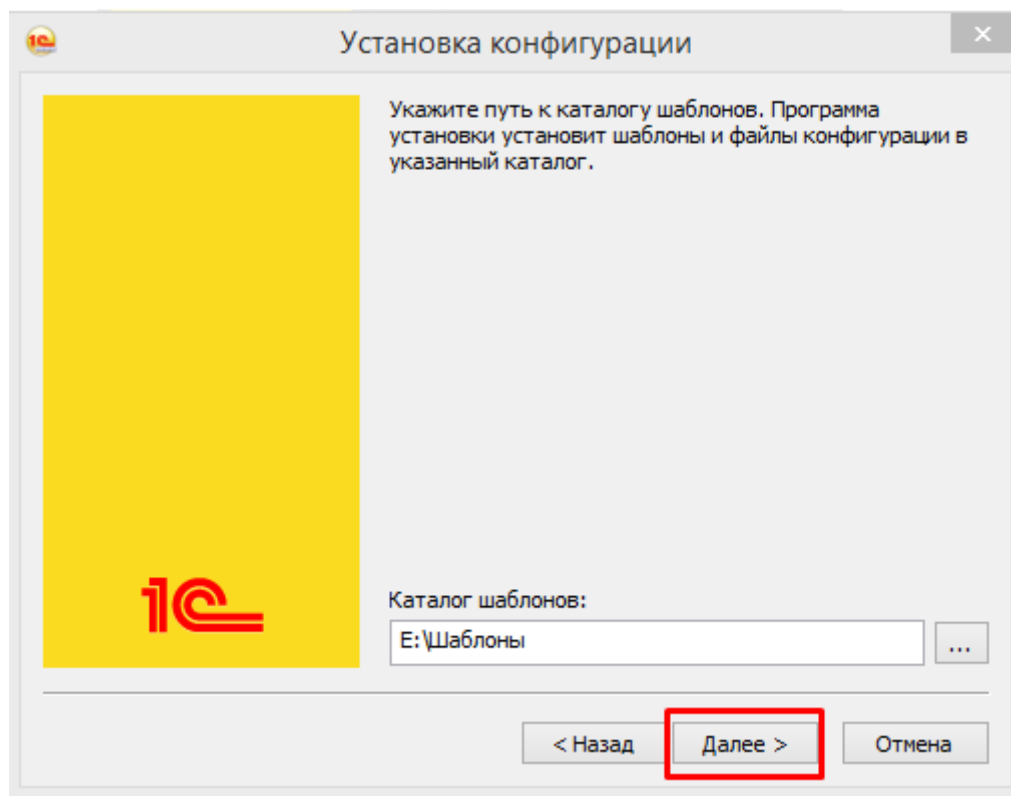 Установка конфигурации
Укажите путь к каталогу шаблонов. Программа
установки установит шаблоны и файлы конфигурации в
указанный каталог.
1С
Каталог шаблонов:
E:\Шаблоны
...
< Назад
Далее >
Отмена